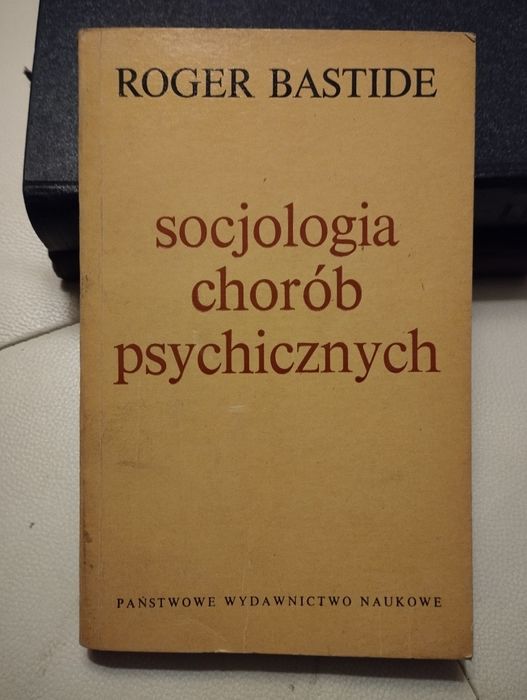 ROGER BASTIDE
socjologia
chorób
psychicznych
PAŃSTWOWE WYDAWNICTWO NAUKOWE